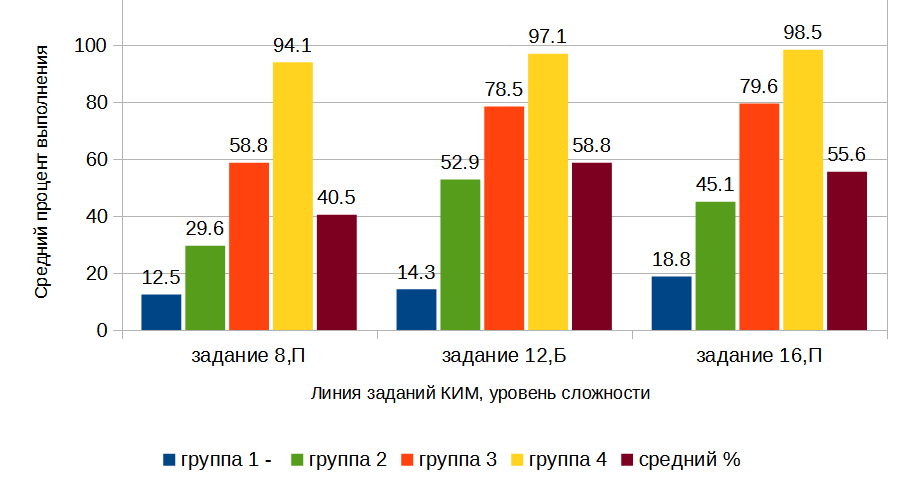 Средний процент выполнения
100
80
60
40
20
0
12.5 29.6 58.8 94.1 40.5
14.3 52.9 78.5 97.1 58.8
18.8 45.1 79.6 98.5 55.6
задание 8,П задание 12,Б задание 16,П
Линия заданий КИМ, уровень сложности
группа 1 - группа 2 группа 3 группа 4 средний %